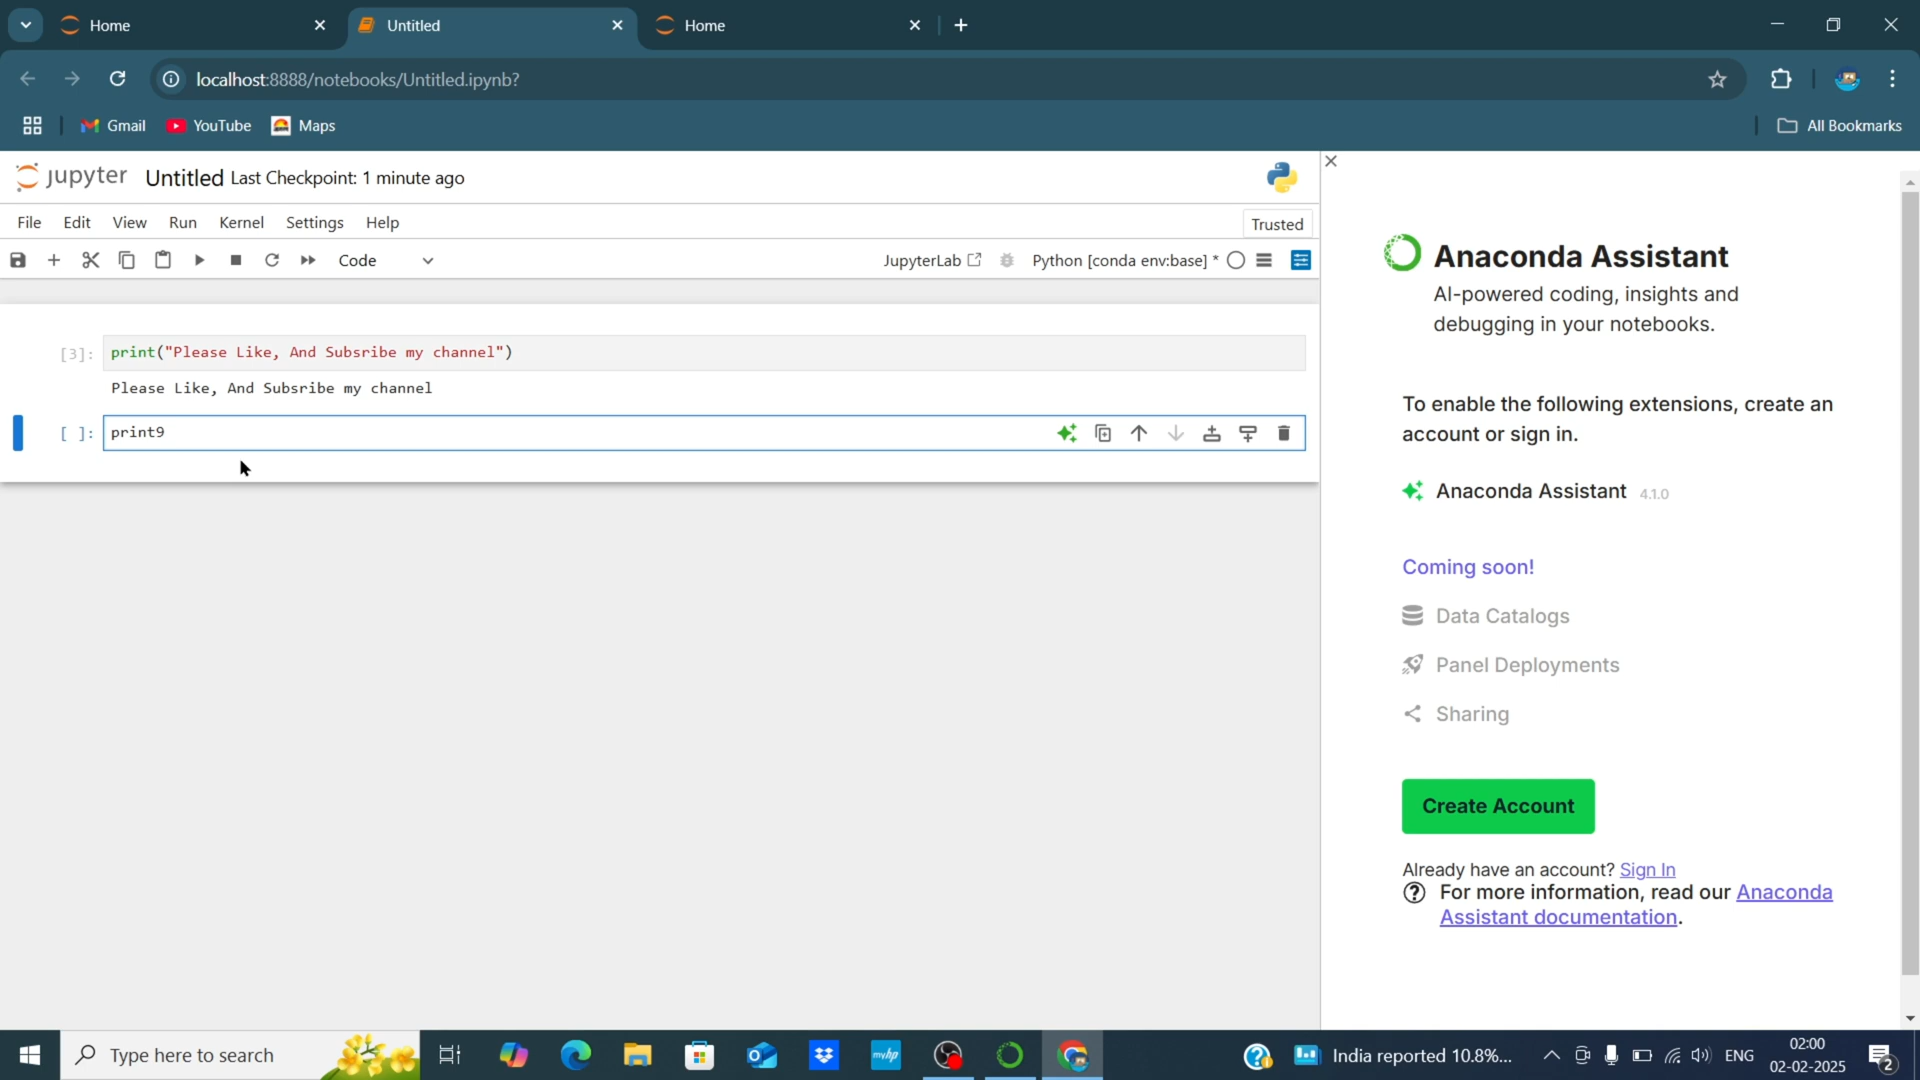 Home
Untitled
Home
localhost:8888/notebooks/Untitled.ipynb?
Gmail
YouTube
Maps
All Bookmarks
jupyter
Untitled Last Checkpoint: 1 minute ago
File
Edit
View
Run
Kernel
Settings
Help
Trusted
Code
JupyterLab
Python [conda env:base] *
[3]:
print("Please Like, And Subsribe my channel")
Please Like, And Subsribe my channel
[ ]:
print9
Anaconda Assistant
AI-powered coding, insights and
debugging in your notebooks.
To enable the following extensions, create an
account or sign in.
Anaconda Assistant 4.1.0
Coming soon!
Data Catalogs
Panel Deployments
Sharing
Create Account
Already have an account? Sign In
For more information, read our Anaconda
Assistant documentation.
Type here to search
myhp
India reported 10.8%...
ENG
02:00
02-02-2025
2